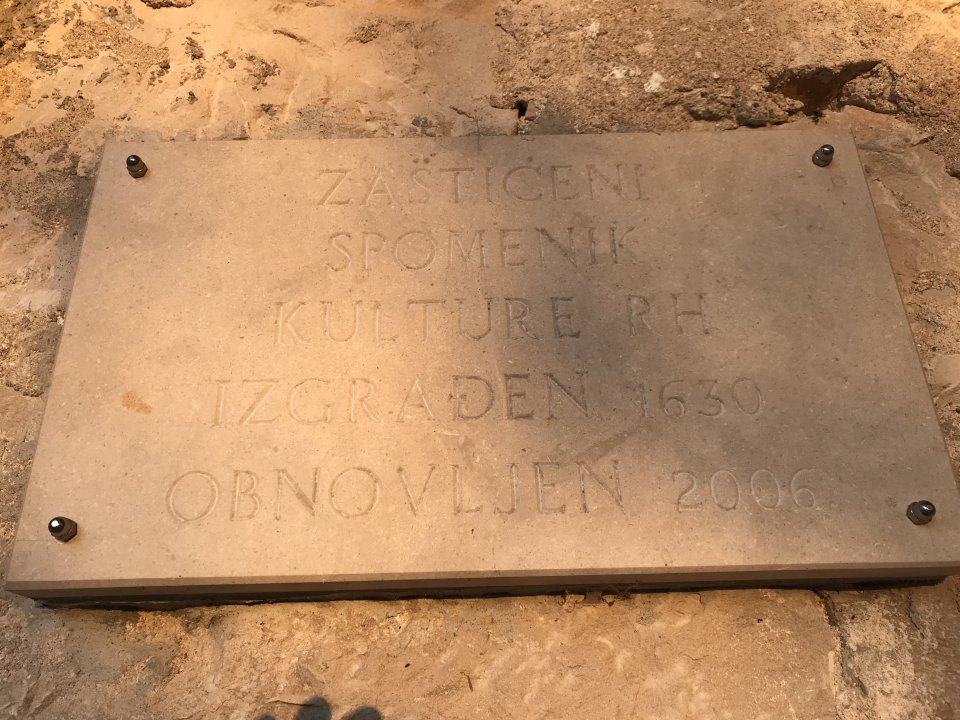 ZAŠTIĆENI
SPOMENIK
KULTURE RH
IZGRAĐEN 1630
OBNOVLJEN 2006